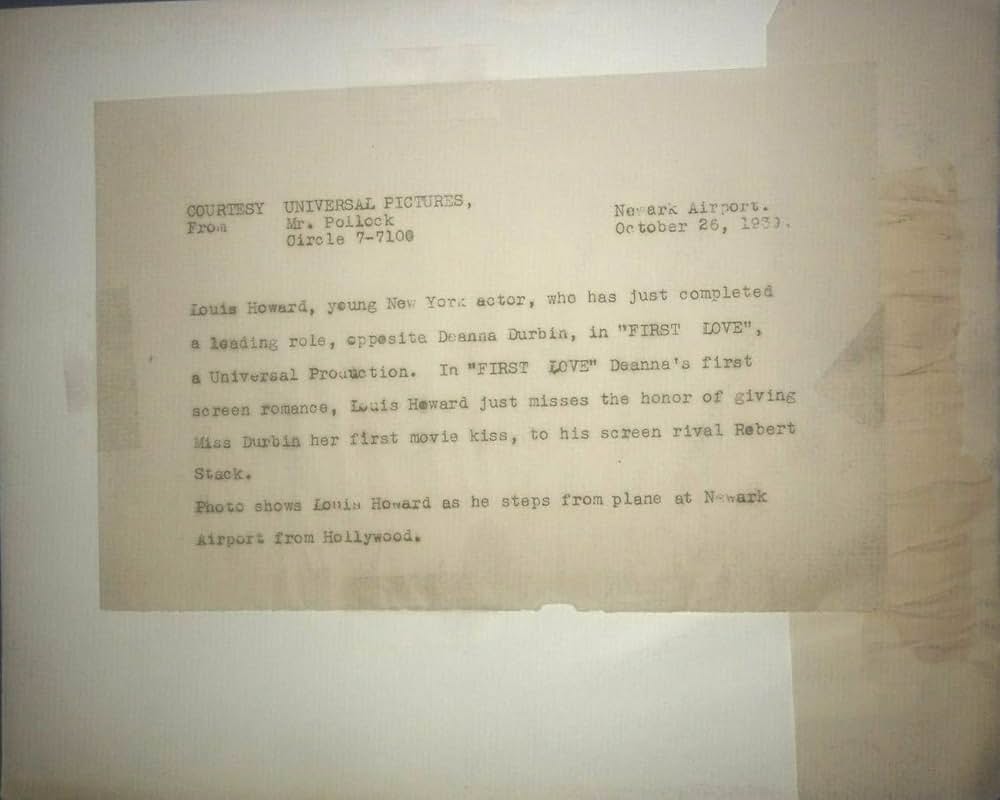 COURTESY UNIVERSAL PICTURES,
From Mr. Pollock
Circle 7-7100
Newark Airport.
October 26, 1939.
Louis Howard, young New York actor, who has just completed
a leading role, opposite Deanna Durbin, in "FIRST LOVE",
a Universal Production. In "FIRST LOVE" Deanna's first
screen romance, Louis Howard just misses the honor of giving
Miss Durbin her first movie kiss, to his screen rival Robert
Stack.
Photo shows Louis Howard as he steps from plane at Newark
Airport from Hollywood.